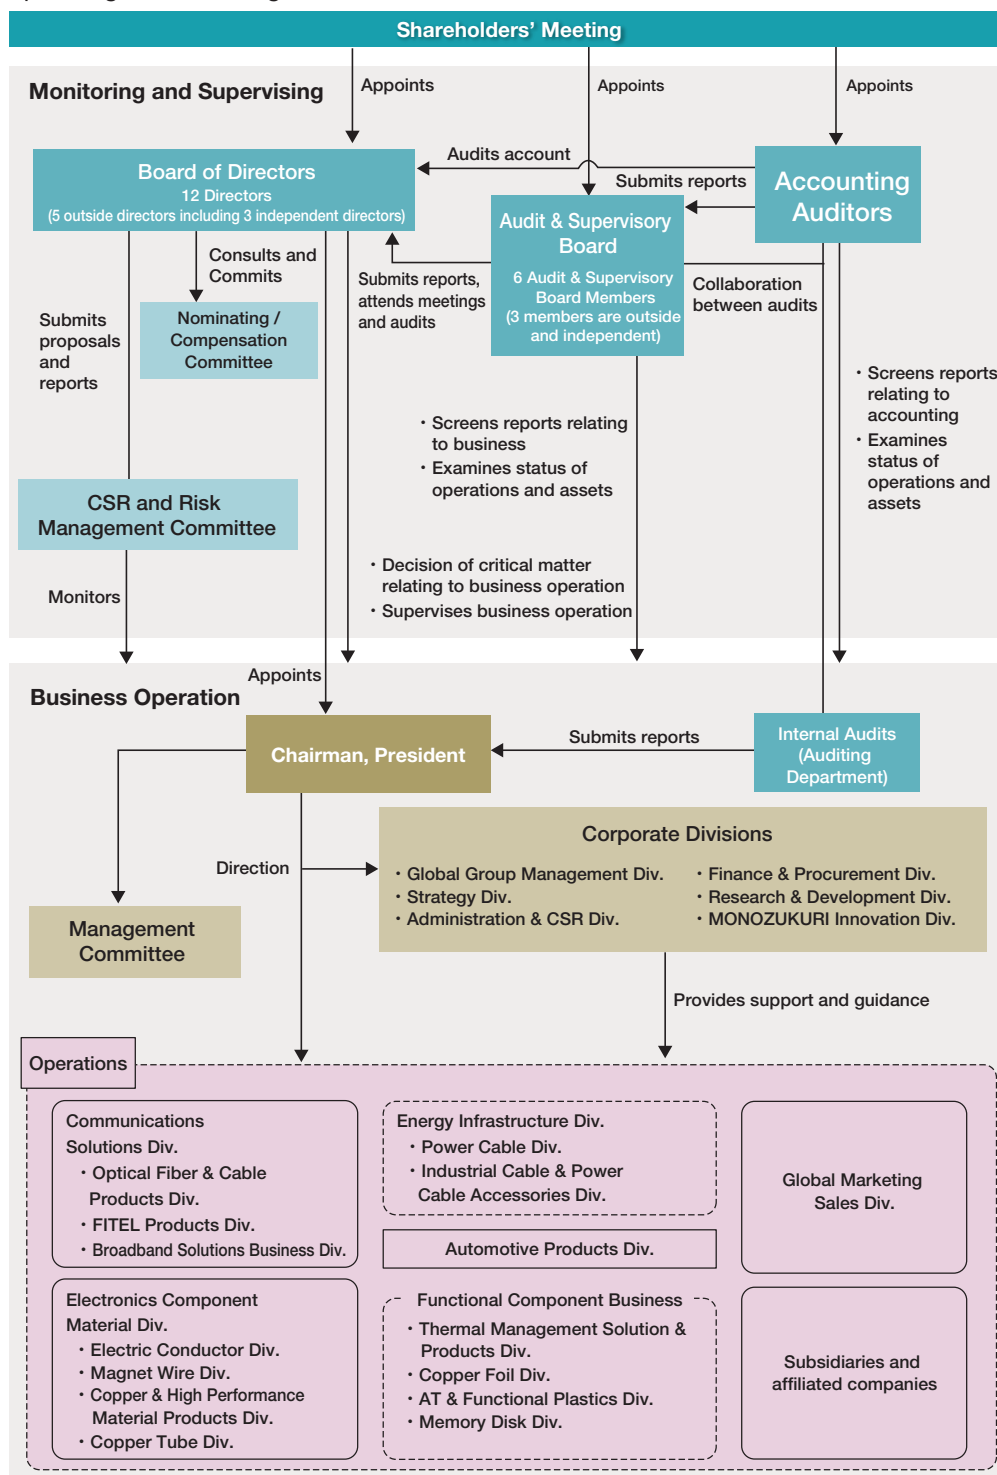 Shareholders’ Meeting
Appoints
Appoints
Appoints
Monitoring and Supervising
Board of Directors
12 Directors
(5 outside directors including 3 independent directors)
Audits account
Submits reports
Accounting
Auditors
Audit & Supervisory
Board
6 Audit & Supervisory
Board Members
(3 members are outside
and independent)
Consults and
Commits
Submits reports,
attends meetings
and audits
Collaboration
between audits
Nominating /
Compensation
Committee
Submits
proposals
and
reports
・Screens reports
relating to
accounting
・Examines
status of
operations and
assets
・Screens reports relating
to business
・Examines status of
operations and assets
CSR and Risk
Management Committee
・Decision of critical matter
relating to business operation
・Supervises business operation
Monitors
Business Operation
Appoints
Chairman, President
Submits reports
Internal Audits
(Auditing
Department)
Direction
Corporate Divisions
・Global Group Management Div.
・Strategy Div.
・Administration & CSR Div.
・Finance & Procurement Div.
・Research & Development Div.
・MONOZUKURI Innovation Div.
Management
Committee
Provides support and guidance
Operations
Communications
Solutions Div.
・Optical Fiber & Cable
Products Div.
・FITEL Products Div.
・Broadband Solutions Business Div.
Energy Infrastructure Div.
・Power Cable Div.
・Industrial Cable & Power
Cable Accessories Div.
Automotive Products Div.
Global Marketing
Sales Div.
Electronics Component
Material Div.
・Electric Conductor Div.
・Magnet Wire Div.
・Copper & High Performance
Material Products Div.
・Copper Tube Div.
Functional Component Business
・Thermal Management Solution &
Products Div.
・Copper Foil Div.
・AT & Functional Plastics Div.
・Memory Disk Div.
Subsidiaries and
affiliated companies